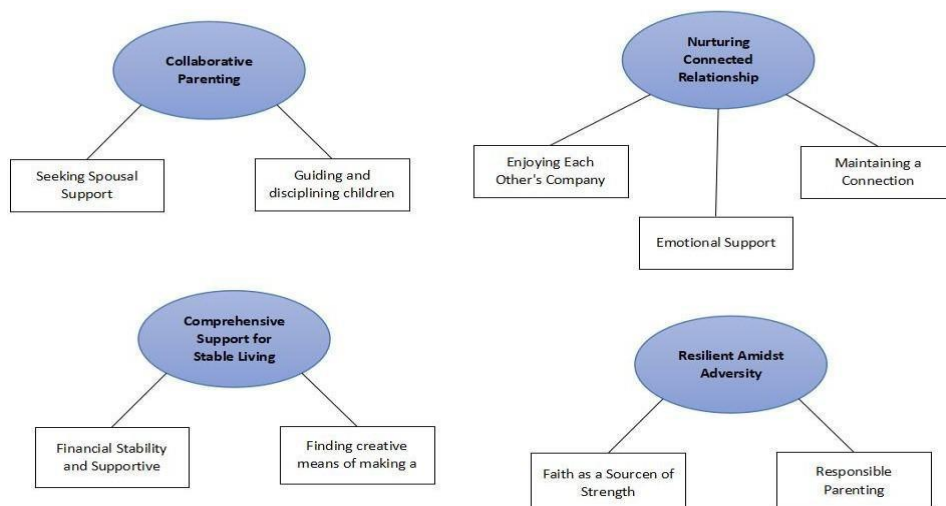 Collaborative
Parenting
Seeking Spousal
Support
Guiding and
disciplining children
Nurturing
Connected
Relationship
Enjoying Each
Other's Company
Emotional Support
Maintaining a
Connection
Comprehensive
Support for
Stable Living
Financial Stability
and Supportive
Finding creative
means of making a
Resilient Amidst
Adversity
Faith as a Sourcen of
Strength
Responsible
Parenting